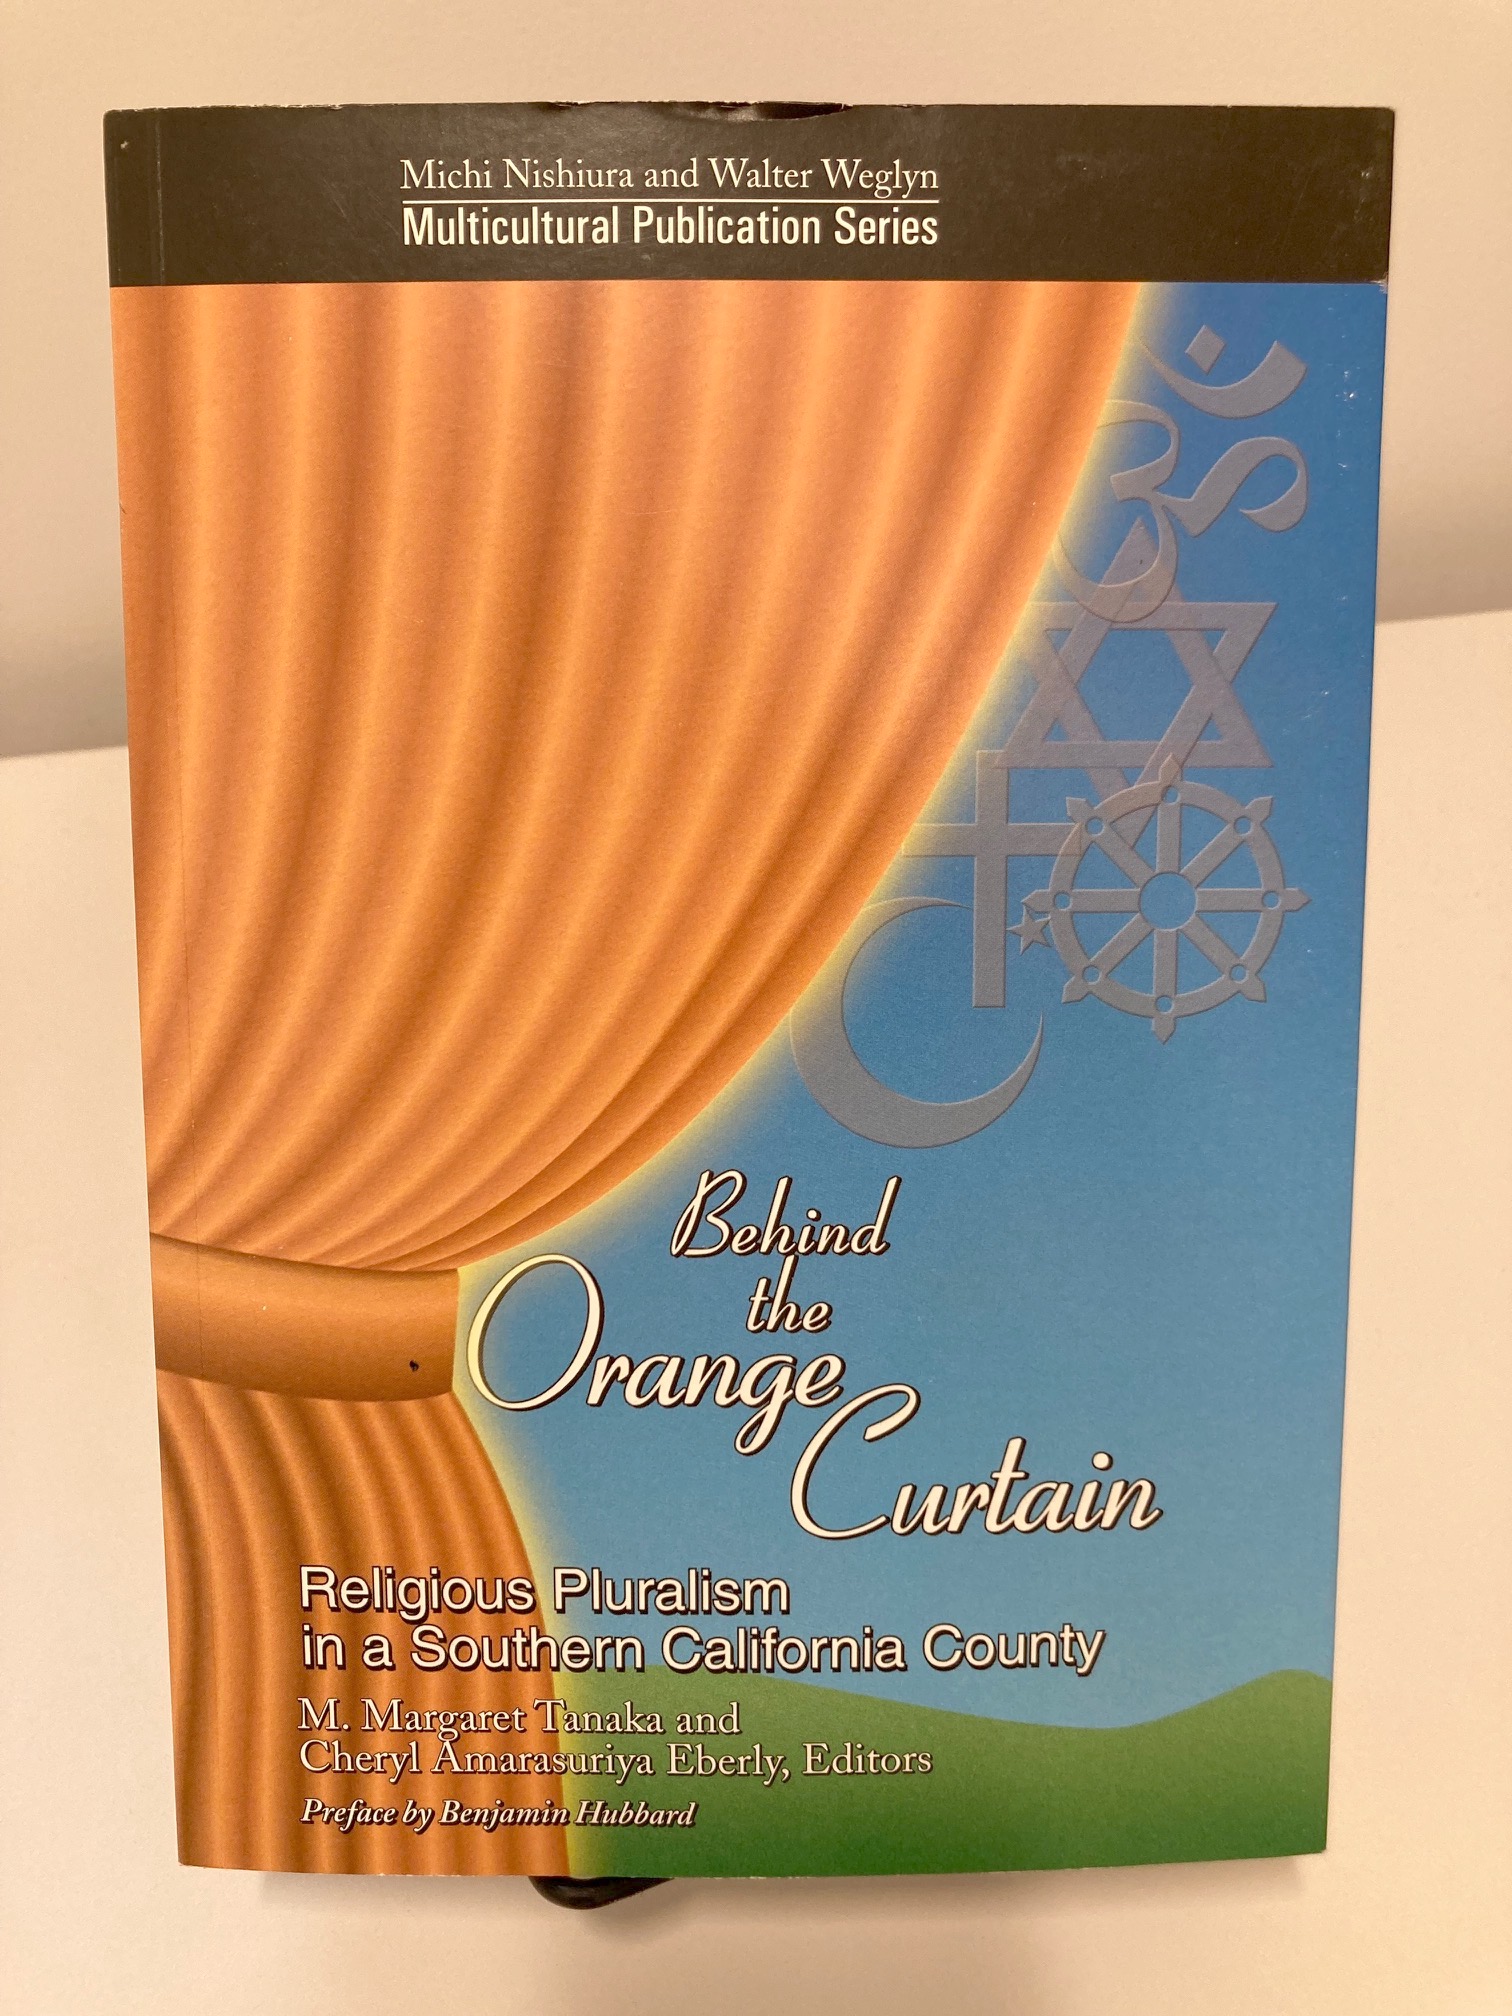 Michi Nishiura and Walter Weglyn
Multicultural Publication Series
Behind
the
Orange
Curtain
Religious Pluralism
in a Southern California County
M. Margaret Tanaka and
Cheryl Amarasuriya Eberly, Editors
Preface by Benjamin Hubbard